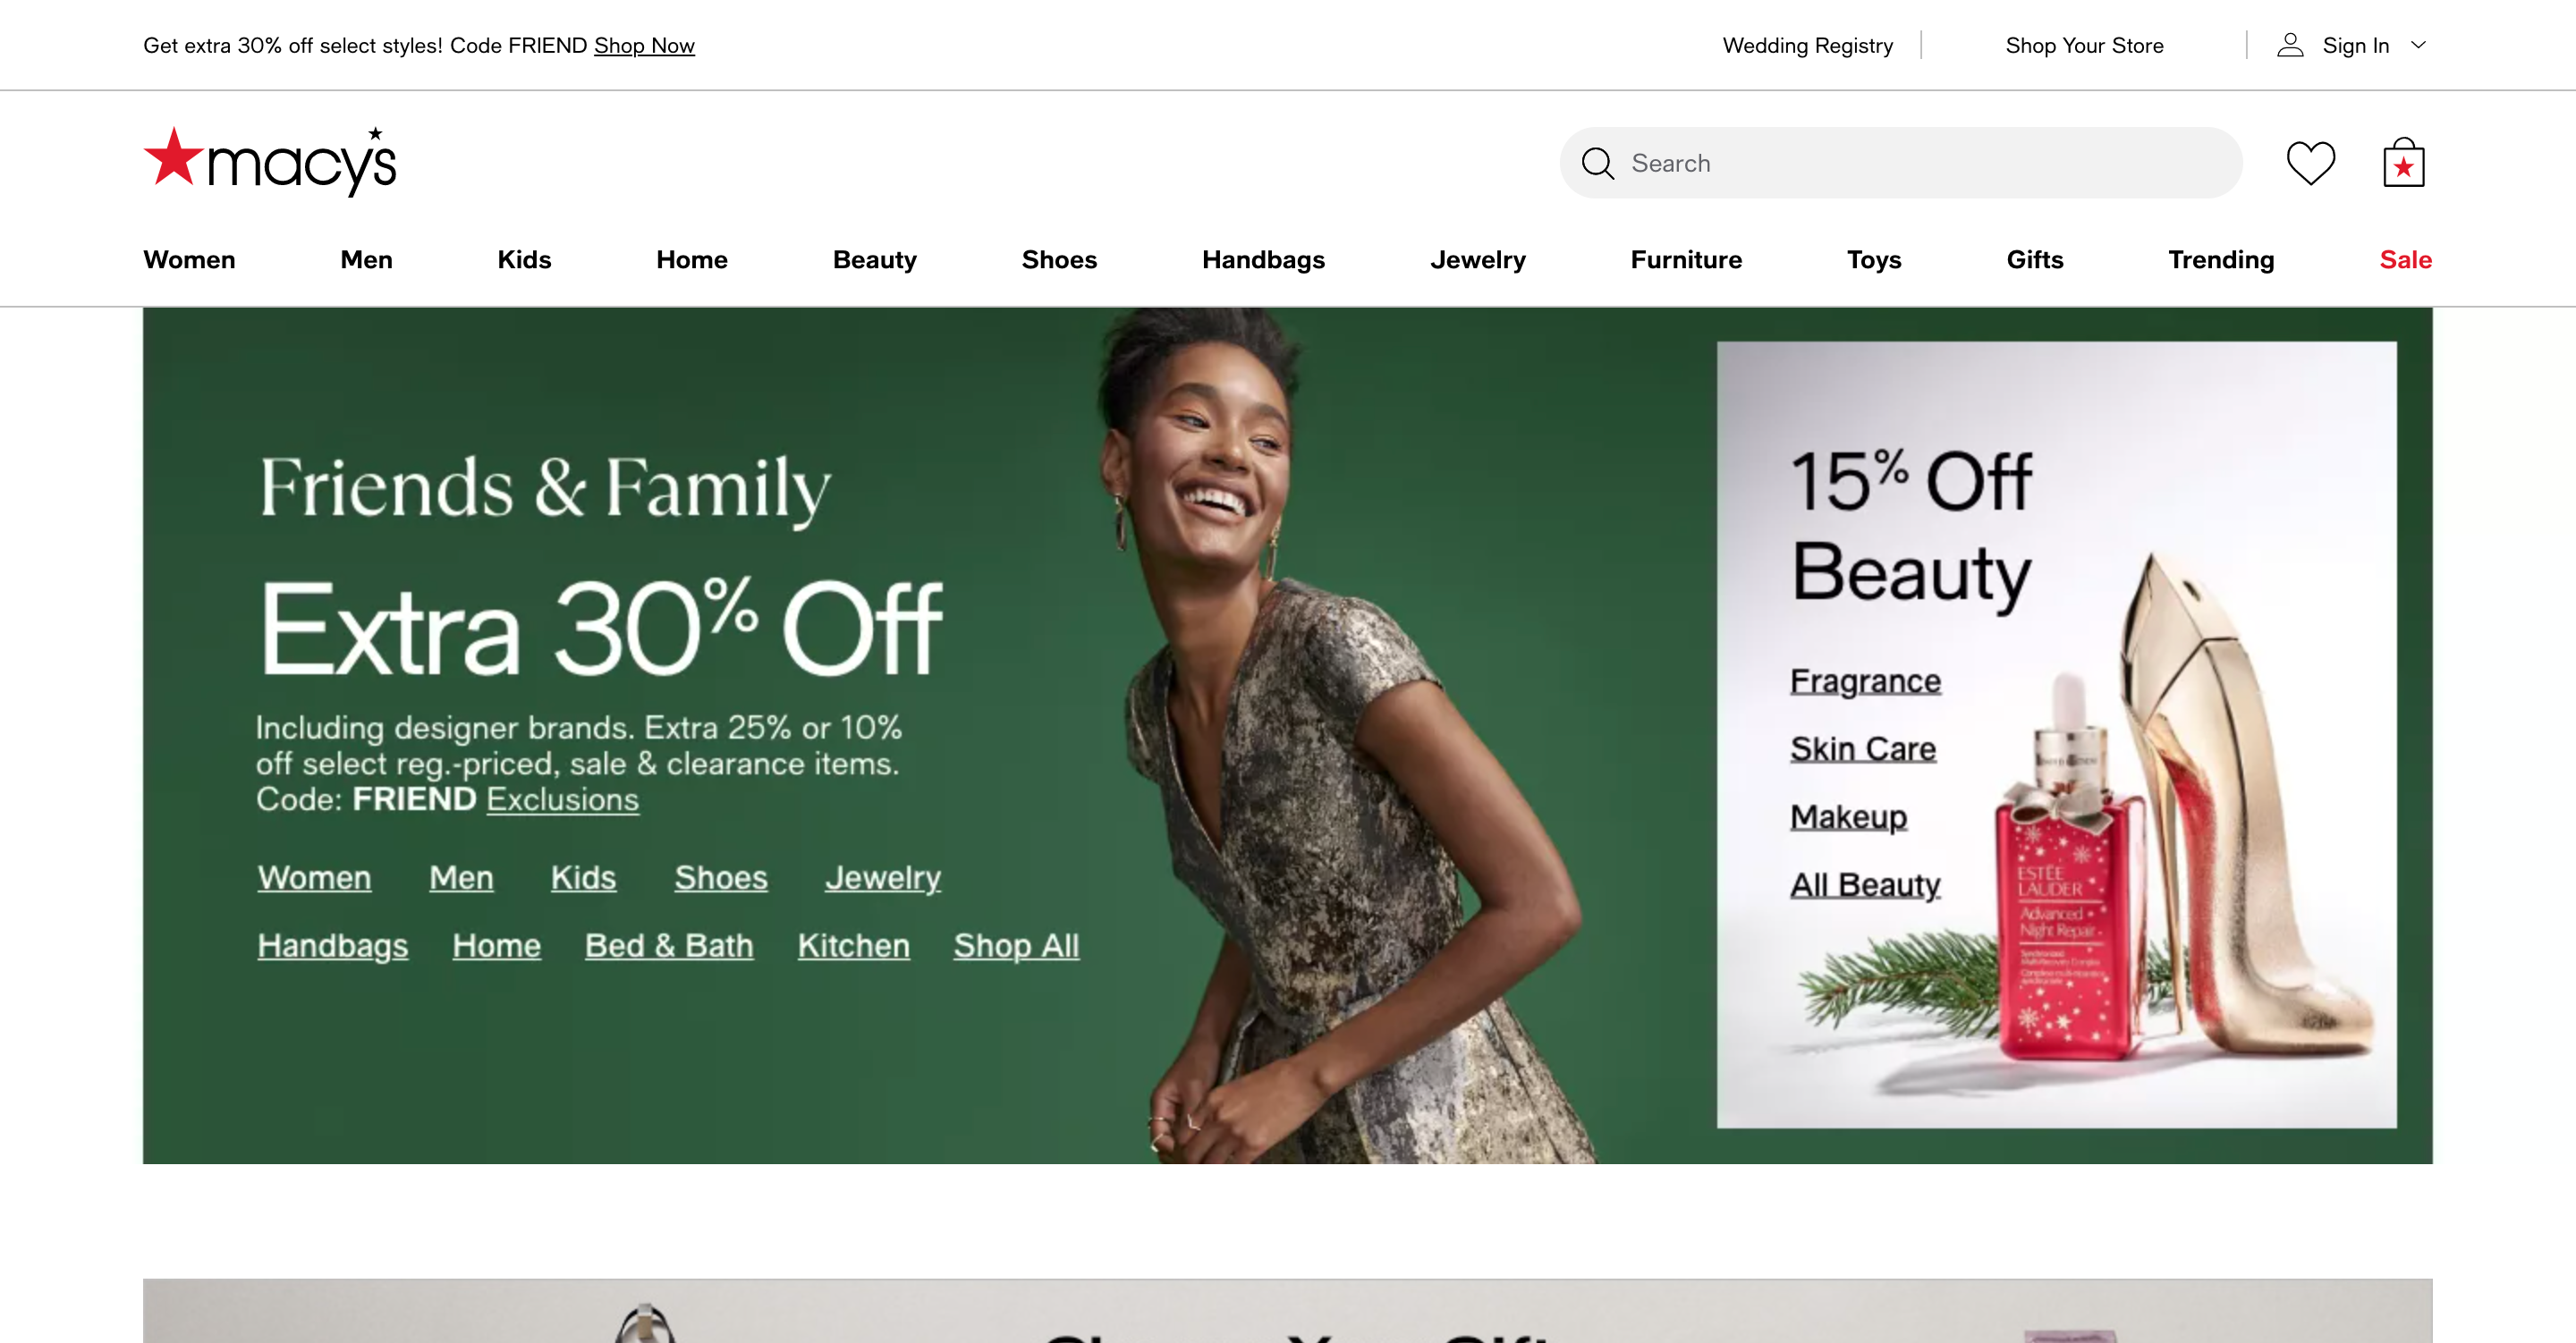 Get extra 30% off select styles! Code FRIEND Shop Now
Wedding Registry
Shop Your Store
Sign In
macy's
Search
Women
Men
Kids
Home
Beauty
Shoes
Handbags
Jewelry
Furniture
Toys
Gifts
Trending
Sale
Friends & Family
Extra 30% Off
Including designer brands. Extra 25% or 10%
off select reg.-priced, sale & clearance items.
Code: FRIEND Exclusions
Women Men Kids Shoes Jewelry
Handbags Home Bed & Bath Kitchen Shop All
15% Off
Beauty
Fragrance
Skin Care
Makeup
All Beauty
ESTĒE
LAUDER
Advanced
Night Repair